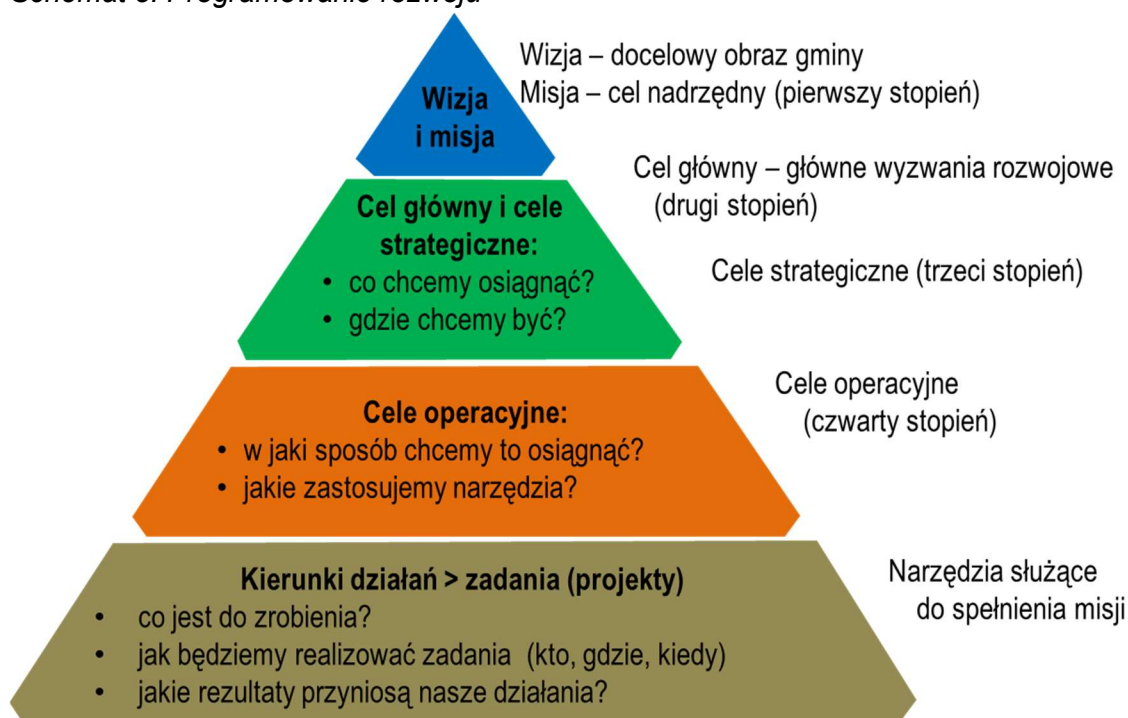 Wizja – docelowy obraz gminy
Misja – cel nadrzędny (pierwszy stopień)
Wizja
i misja
Cel główny – główne wyzwania rozwojowe
(drugi stopień)
Cel główny i cele
strategiczne:
• co chcemy osiągnąć?
• gdzie chcemy być?
Cele strategiczne (trzeci stopień)
Cele operacyjne
(czwarty stopień)
Cele operacyjne:
• w jaki sposób chcemy to osiągnąć?
• jakie zastosujemy narzędzia?
Narzędzia służące
do spełnienia misji
Kierunki działań > zadania (projekty)
• co jest do zrobienia?
• jak będziemy realizować zadania (kto, gdzie, kiedy)
• jakie rezultaty przyniosą nasze działania?